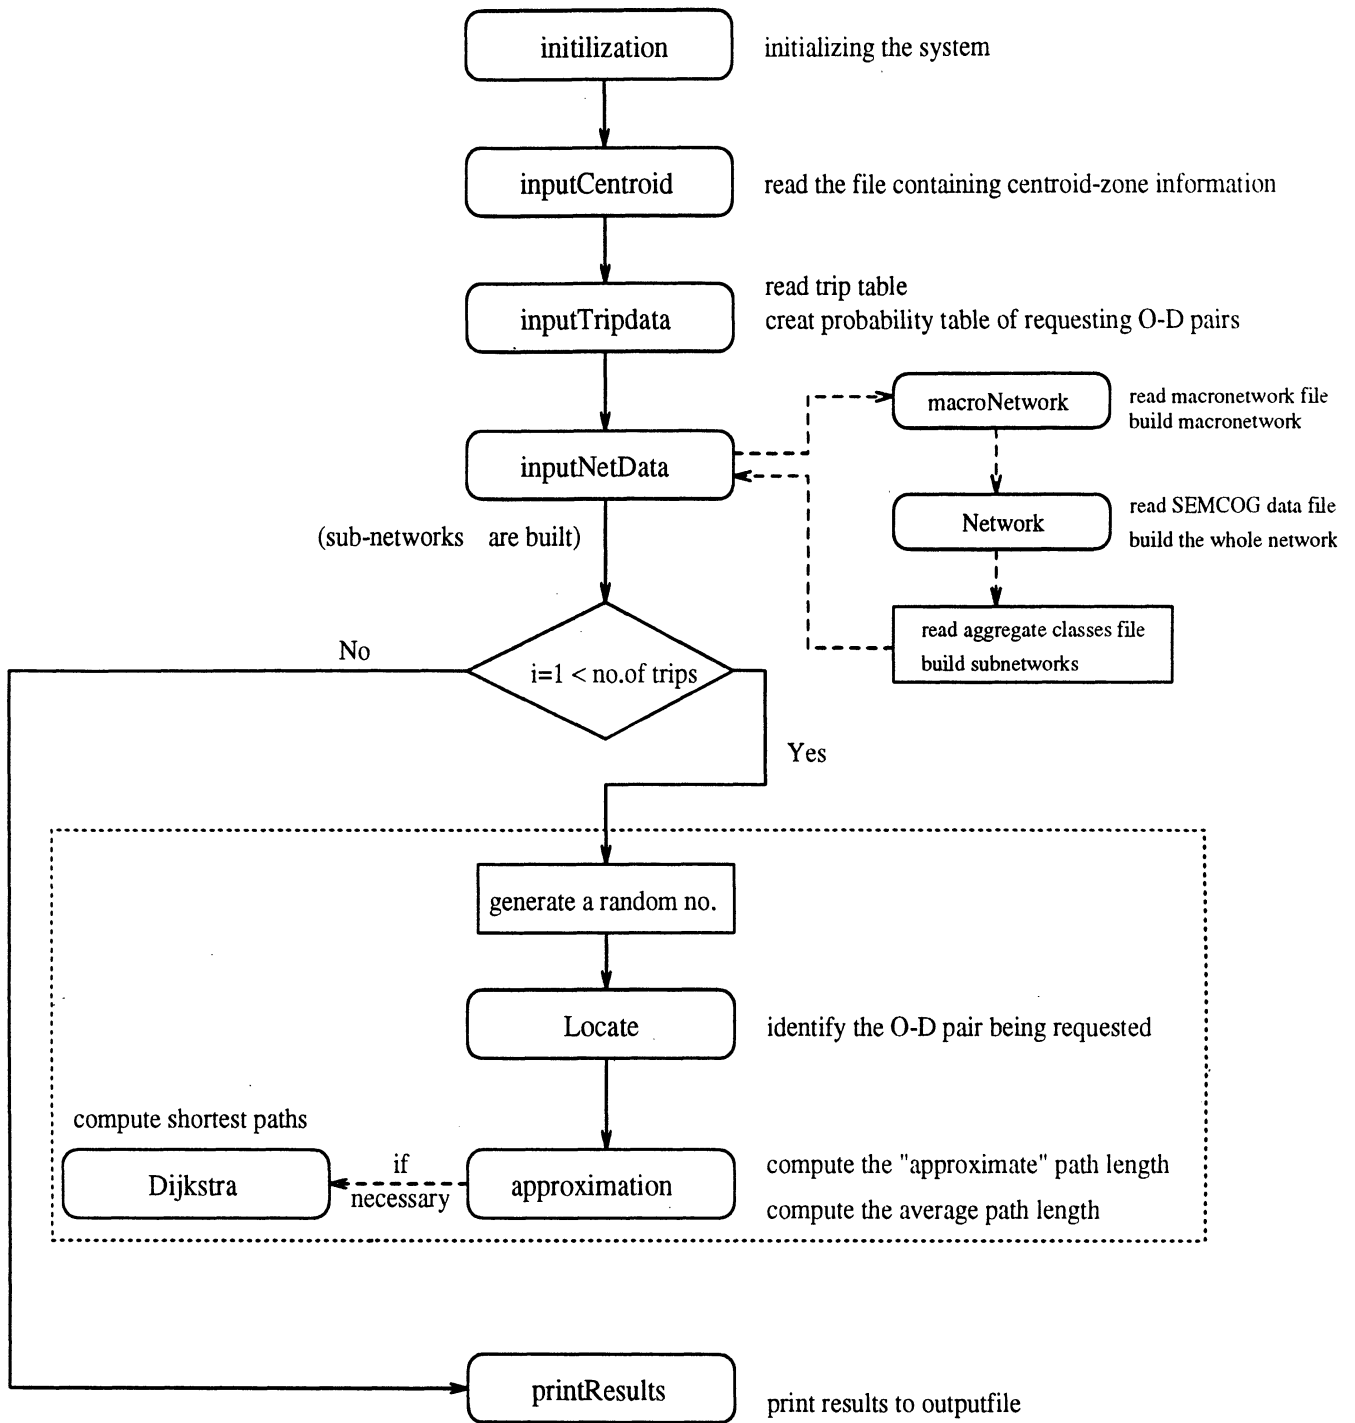 initilization
initializing the system
inputCentroid
read the file containing centroid-zone information
inputTripdata
read trip table
creat probability table of requesting O-D pairs
macroNetwork
read macronetwork file
build macronetwork
inputNetData
Network
read SEMCOG data file
build the whole network
(sub-networks are built)
read aggregate classes file
build subnetworks
No
i=1 < no.of trips
Yes
generate a random no.
Locate
identify the O-D pair being requested
compute shortest paths
Dijkstra
if
necessary
approximation
compute the "approximate" path length
compute the average path length
printResults
print results to outputfile